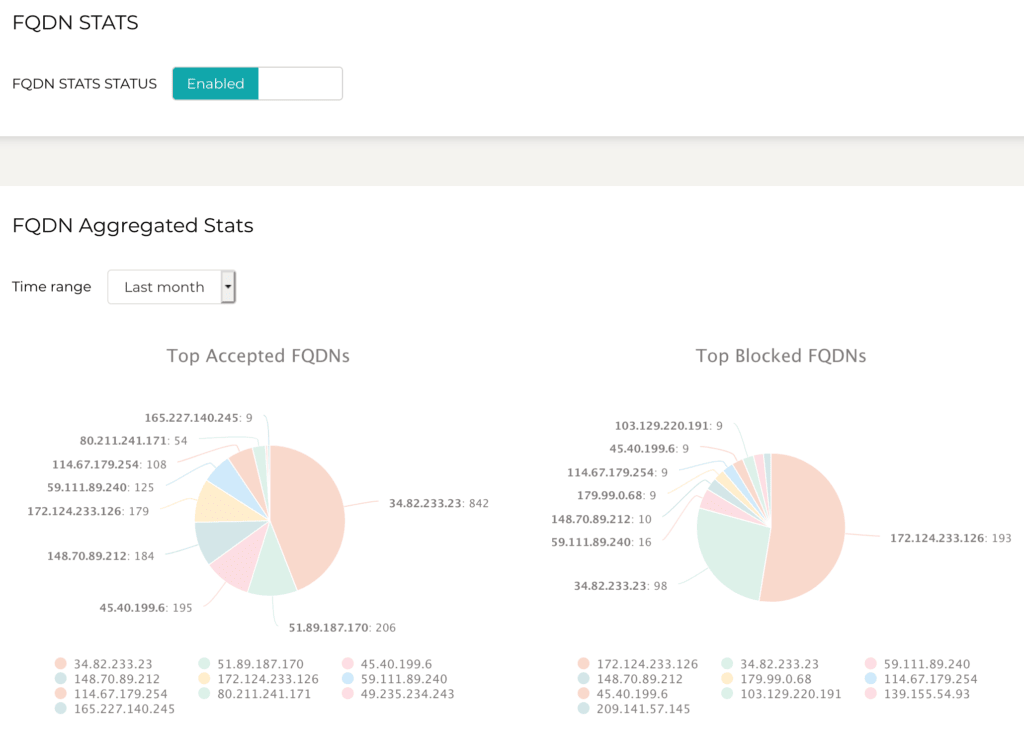 FQDN STATS
FQDN STATS STATUS Enabled
FQDN Aggregated Stats
Time range Last month
Top Accepted FQDNs
165.227.140.245: 9
80.211.241.171: 54
114.67.179.254: 108
59.111.89.240: 125
172.124.233.126: 179
148.70.89.212: 184
45.40.199.6: 195
51.89.187.170: 206
34.82.233.23: 842
34.82.233.23 51.89.187.170 45.40.199.6
148.70.89.212 172.124.233.126 59.111.89.240
114.67.179.254 80.211.241.171 49.235.234.243
165.227.140.245
Top Blocked FQDNs
103.129.220.191: 9
45.40.199.6: 9
114.67.179.254: 9
179.99.0.68: 9
148.70.89.212: 10
59.111.89.240: 16
34.82.233.23: 98
172.124.233.126: 193
172.124.233.126 34.82.233.23 59.111.89.240
148.70.89.212 179.99.0.68 114.67.179.254
45.40.199.6 103.129.220.191 139.155.54.93
209.141.57.145